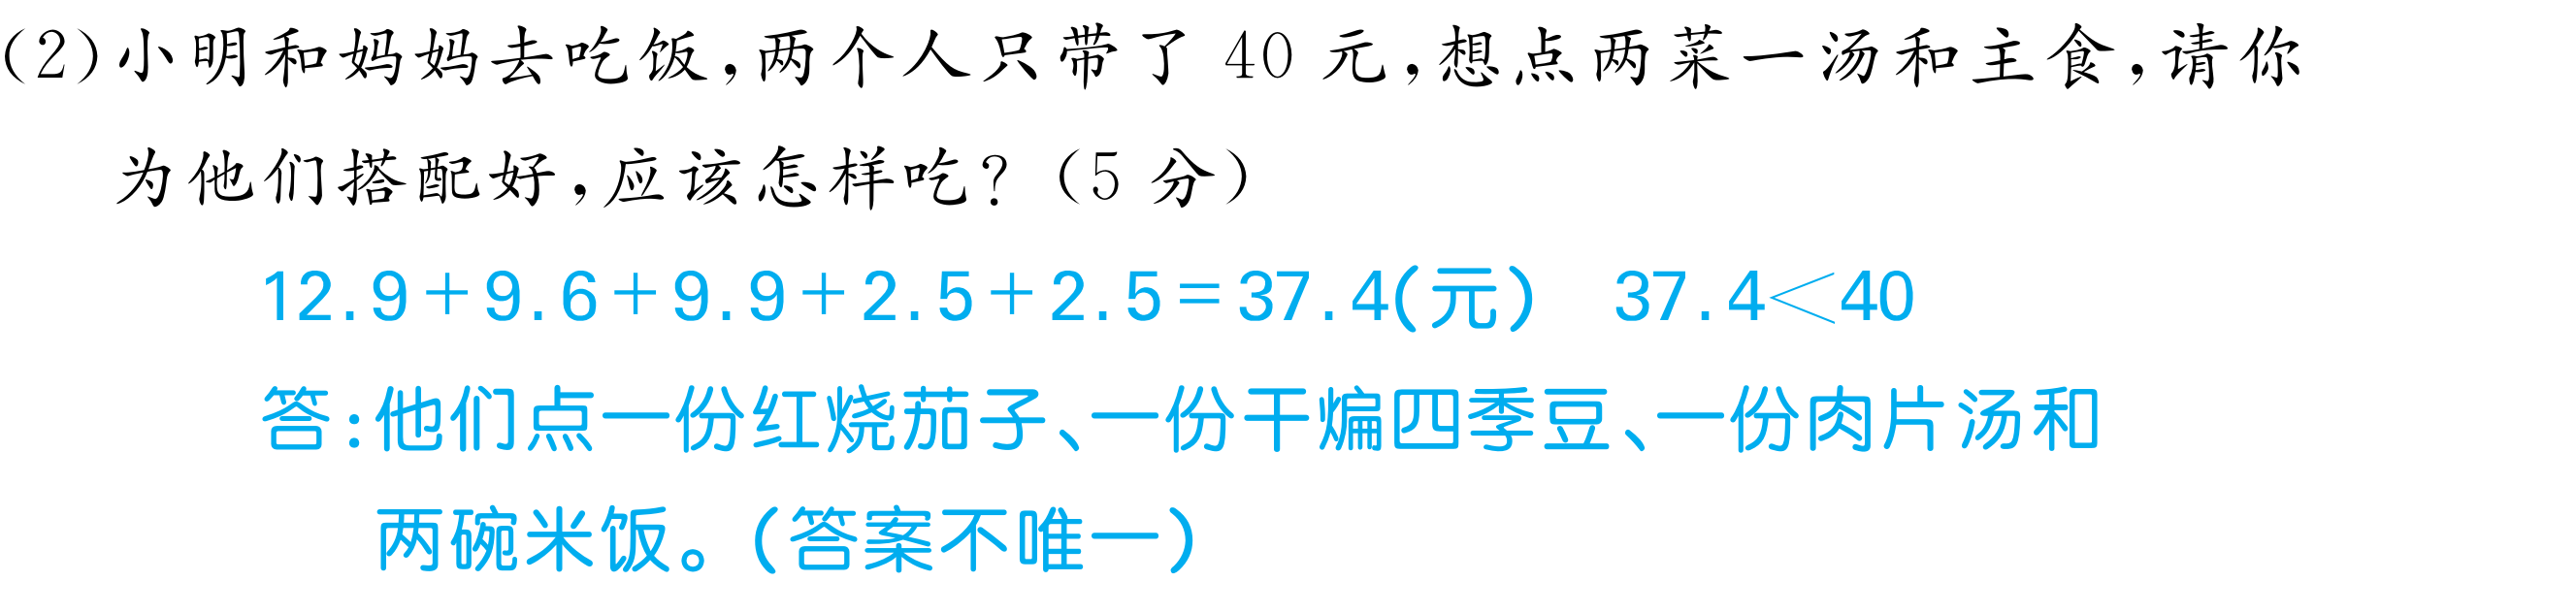 (2)小明和妈妈去吃饭,两个人只带了 40 元,想点两菜一汤和主食,请你
为他们搭配好,应该怎样吃?(5 分)
12.9+9.6+9.9+2.5+2.5=37.4(元) 37.4<40
答:他们点一份红烧茄子、一份干煸四季豆、一份肉片汤和
两碗米饭。(答案不唯一)